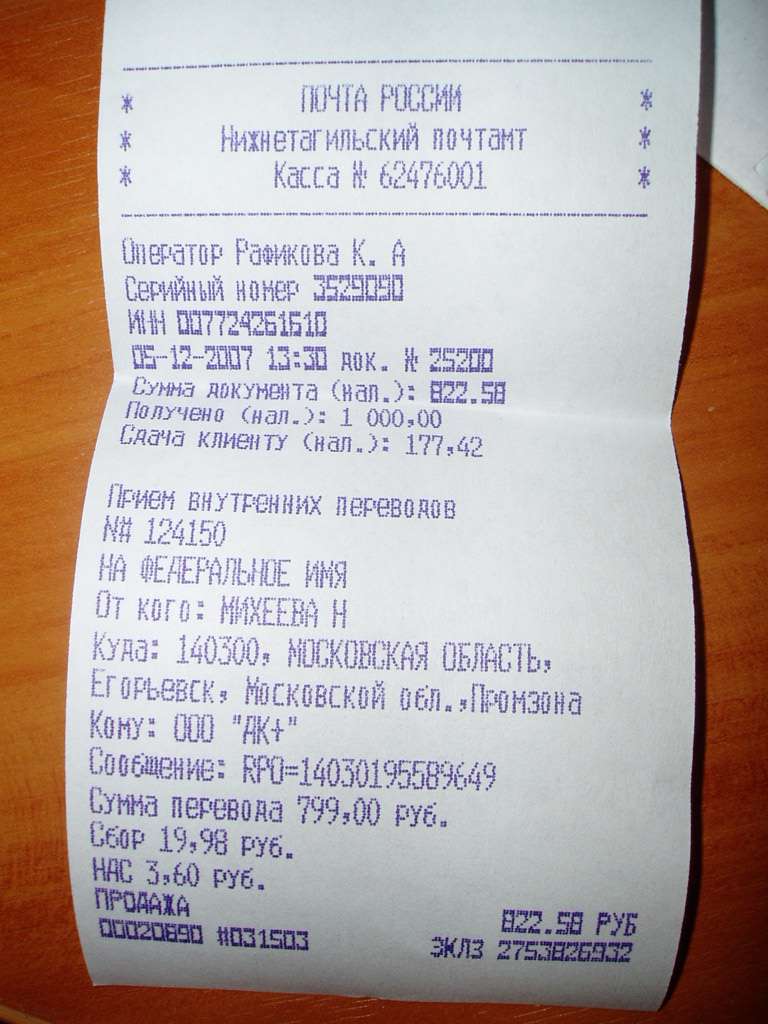 * ПОЧТА РОССИИ *
* Нижнетагильский почтамт *
* Касса № 62476001 *
Оператор Рафикова К. А
Серийный номер 3529090
ИНН 007724261610
05-12-2007 13:30 док. № 25200
Сумма документа (нал.): 822.58
Получено (нал.): 1 000,00
Сдача клиенту (нал.): 177,42
Прием внутренних переводов
N# 124150
НА ФЕДЕРАЛЬНОЕ ИМЯ
От кого: МИХЕЕВА Н
Куда: 140300, МОСКОВСКАЯ ОБЛАСТЬ,
Егорьевск, Московской обл.,Промзона
Кому: ООО "ДК+"
Сообщение: RPO=14030195589649
Сумма перевода 799,00 руб.
Сбор 19,98 руб.
НДС 3,60 руб.
ПРОДАЖА
822.58 РУБ
00020890 #031503 ЭКЛЗ 2753826932